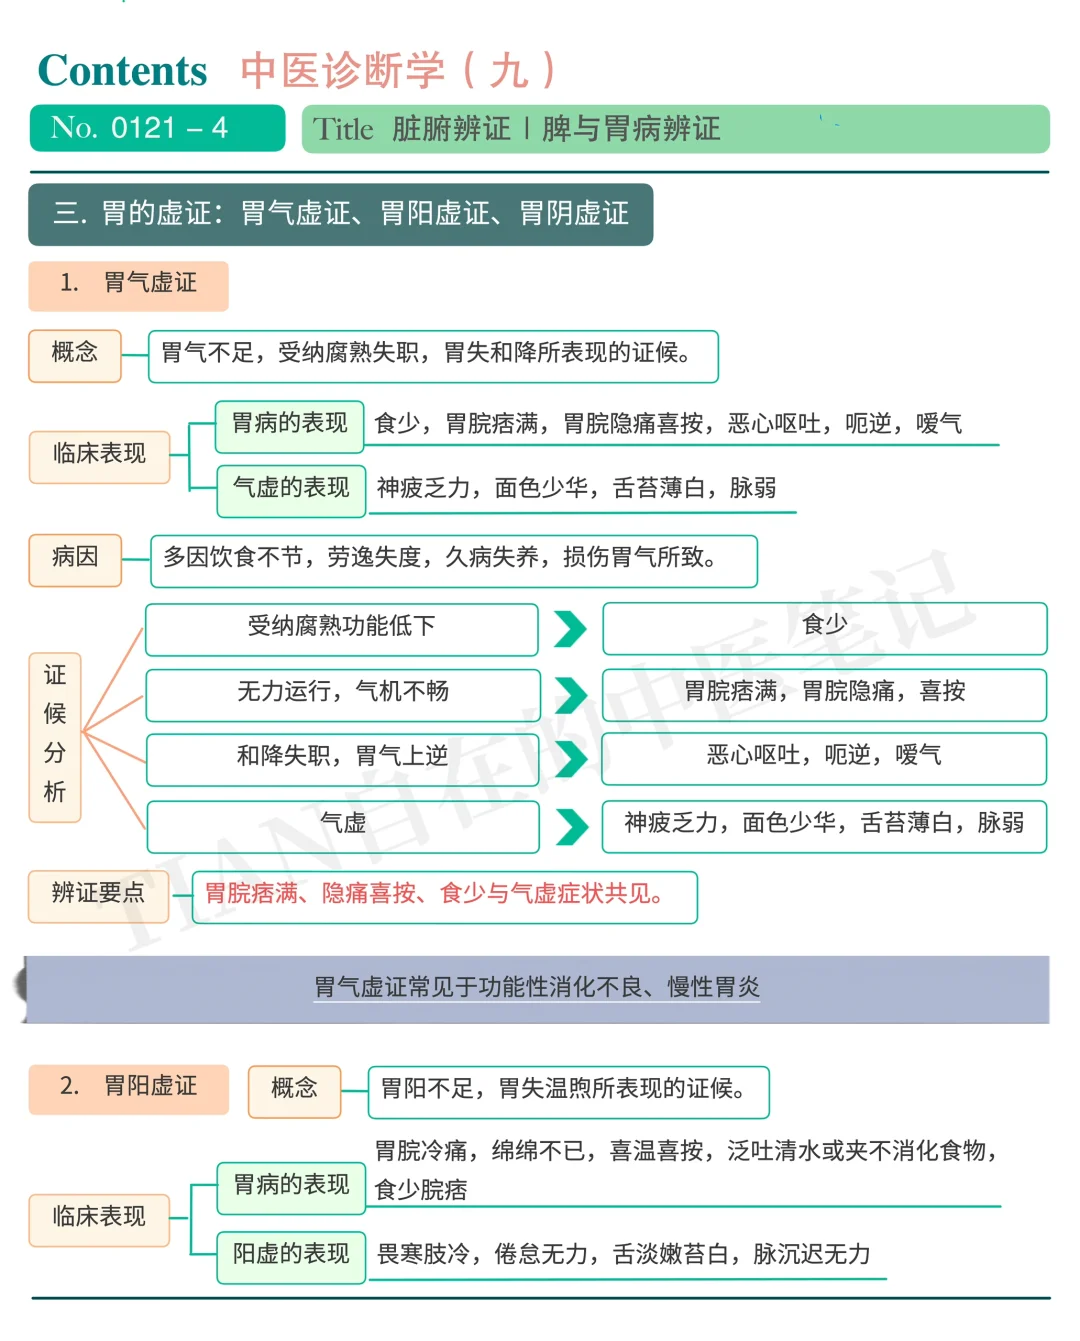 Contents 中医诊断学（九）
No. 0121 – 4 Title 脏腑辨证 | 脾与胃病辨证
三. 胃的虚证：胃气虚证、胃阳虚证、胃阴虚证
1. 胃气虚证
概念 胃气不足，受纳腐熟失职，胃失和降所表现的证候。
胃病的表现 食少，胃脘痞满，胃脘隐痛喜按，恶心呕吐，呃逆，嗳气
临床表现
气虚的表现 神疲乏力，面色少华，舌苔薄白，脉弱
病因 多因饮食不节，劳逸失度，久病失养，损伤胃气所致。
证候分析
受纳腐熟功能低下 食少
无力运行，气机不畅 胃脘痞满，胃脘隐痛，喜按
和降失职，胃气上逆 恶心呕吐，呃逆，嗳气
气虚 神疲乏力，面色少华，舌苔薄白，脉弱
辨证要点 胃脘痞满、隐痛喜按、食少与气虚症状共见。
TIAN自在的中医笔记
胃气虚证常见于功能性消化不良、慢性胃炎
2. 胃阳虚证 概念 胃阳不足，胃失温煦所表现的证候。
胃脘冷痛，绵绵不已，喜温喜按，泛吐清水或夹不消化食物，
胃病的表现 食少脘痞
临床表现
阳虚的表现 畏寒肢冷，倦怠无力，舌淡嫩苔白，脉沉迟无力